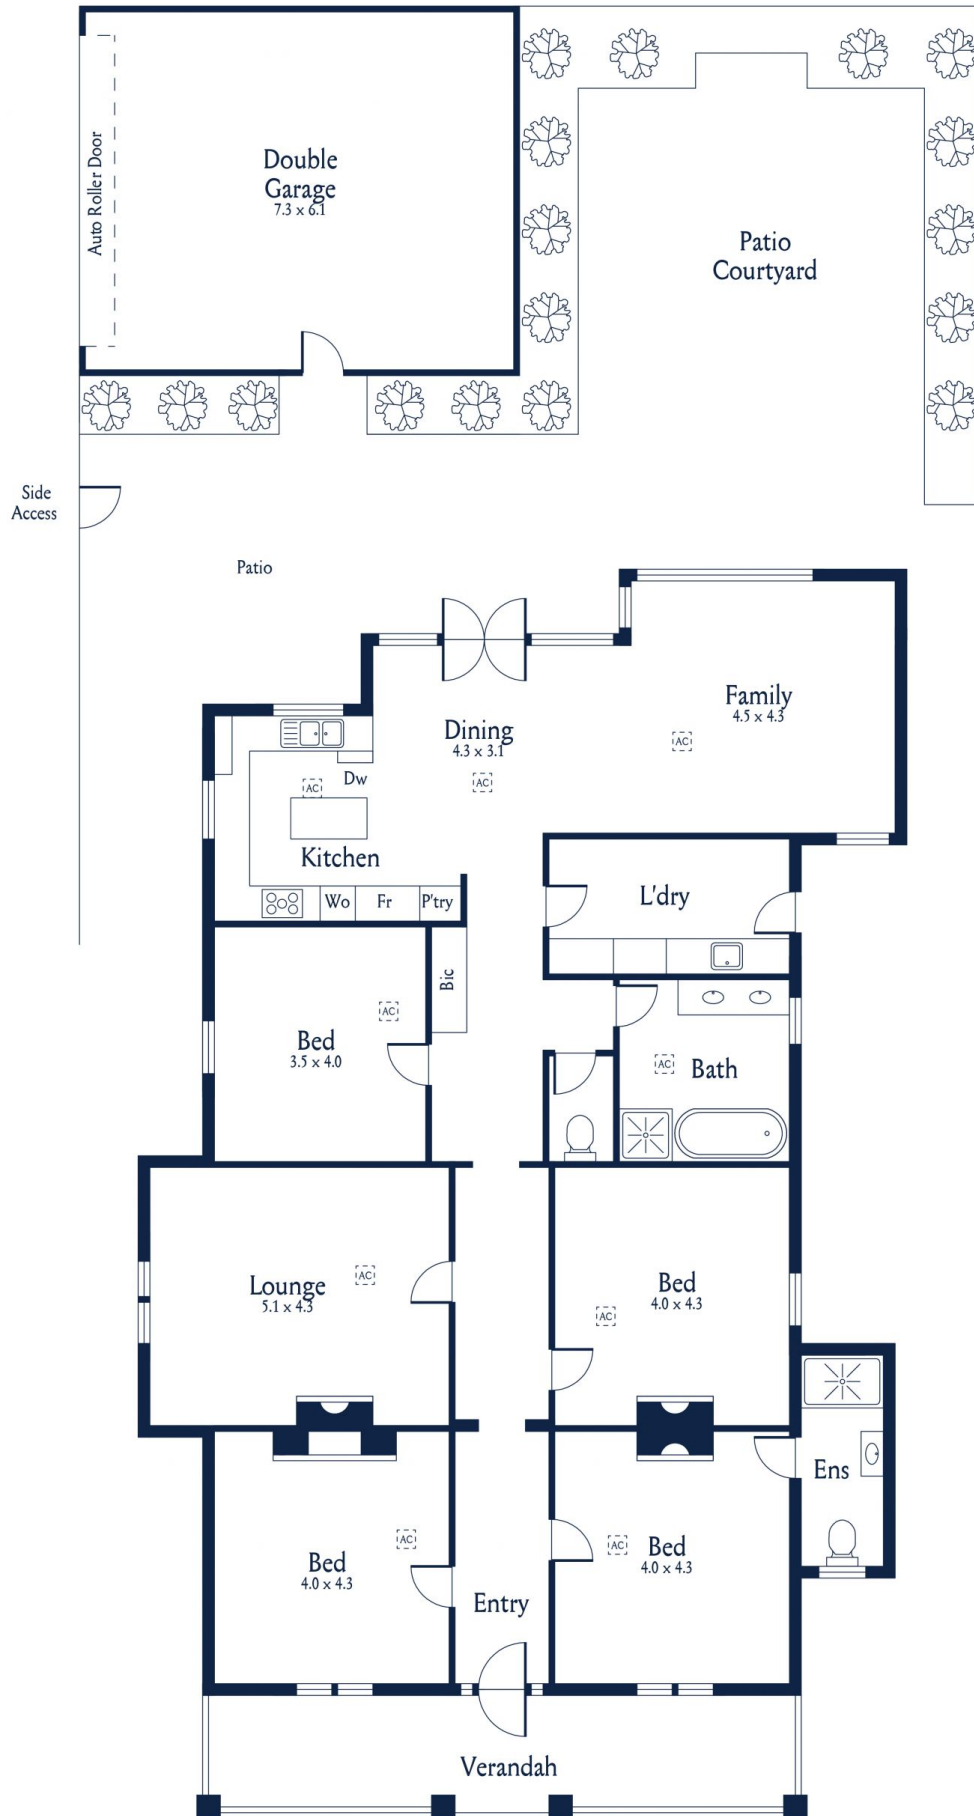 Double
Garage
7.3 x 6.1
Auto Roller Door
Patio
Courtyard
Side
Access
Patio
Family
4.5 x 4.3
AC
Dining
4.3 x 3.1
AC
Dw
AC
Kitchen
Wo
Fr
P'try
L'dry
Bic
AC
Bed
3.5 x 4.0
AC
Bath
Lounge
5.1 x 4.3
AC
Bed
4.0 x 4.3
AC
Ens
AC
Bed
4.0 x 4.3
AC
Bed
4.0 x 4.3
Entry
Verandah